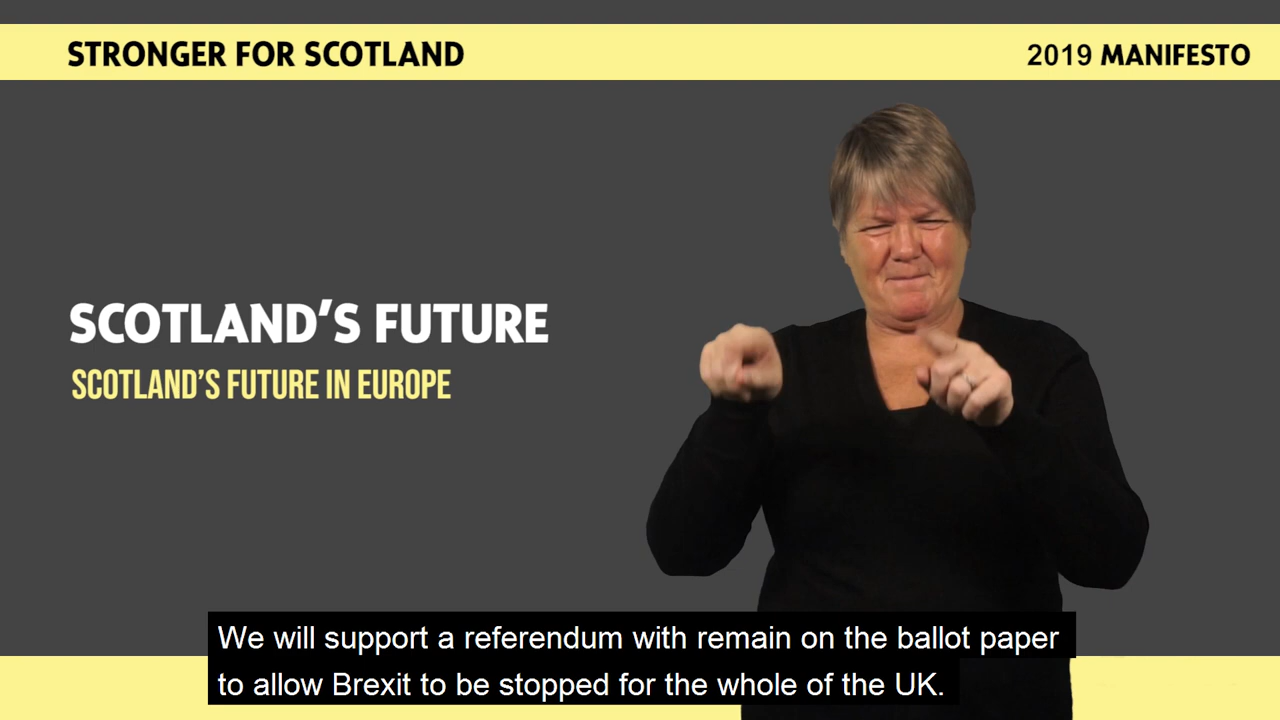 STRONGER FOR SCOTLAND
2019 MANIFESTO
SCOTLAND'S FUTURE
SCOTLAND'S FUTURE IN EUROPE
We will support a referendum with remain on the ballot paper
to allow Brexit to be stopped for the whole of the UK.